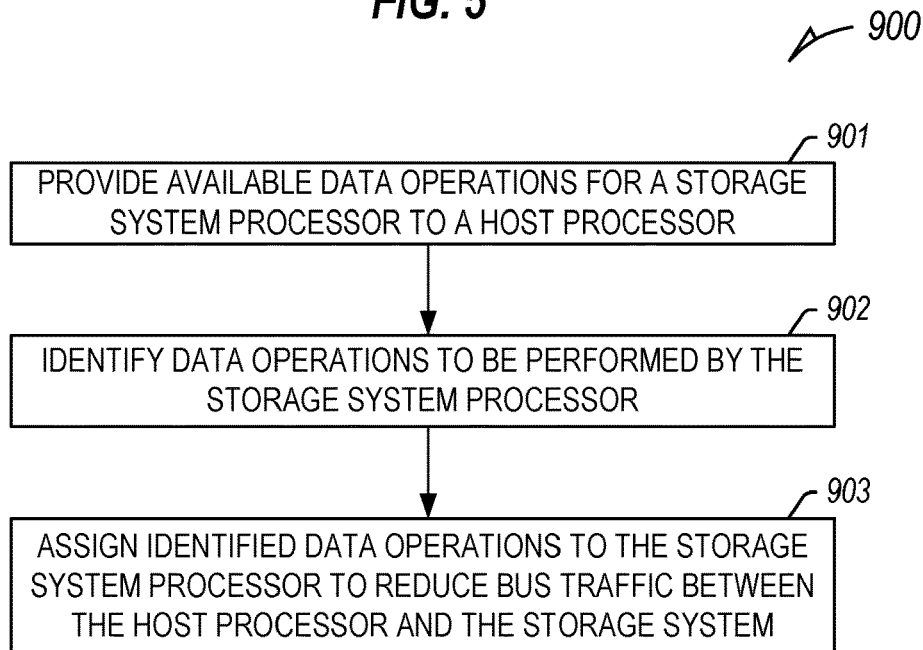 FIG. 5
900
901
PROVIDE AVAILABLE DATA OPERATIONS FOR A STORAGE
SYSTEM PROCESSOR TO A HOST PROCESSOR
902
IDENTIFY DATA OPERATIONS TO BE PERFORMED BY THE
STORAGE SYSTEM PROCESSOR
903
ASSIGN IDENTIFIED DATA OPERATIONS TO THE STORAGE
SYSTEM PROCESSOR TO REDUCE BUS TRAFFIC BETWEEN
THE HOST PROCESSOR AND THE STORAGE SYSTEM